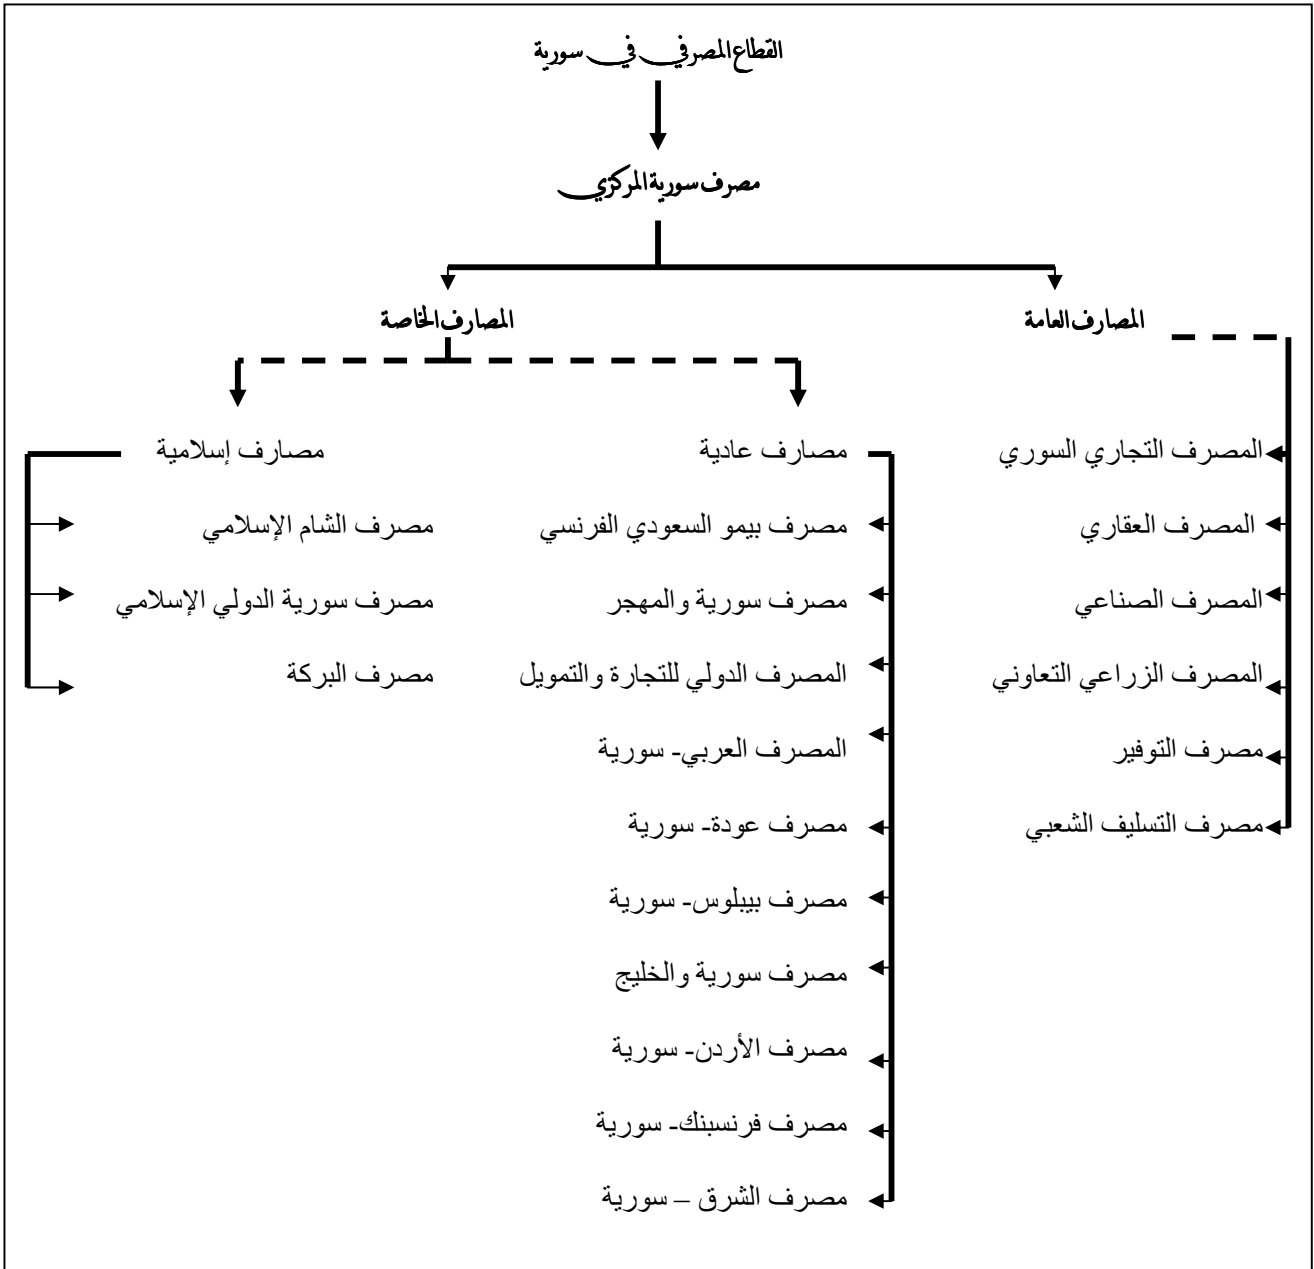 القطاع المصرفي في سورية
مصرف سورية المركزي
المصارف العامة
المصارف الخاصة
المصرف التجاري السوري
المصرف العقاري
المصرف الصناعي
المصرف الزراعي التعاوني
مصرف التوفير
مصرف التسليف الشعبي
مصارف عادية
مصرف بيمو السعودي الفرنسي
مصرف سورية والمهجر
المصرف الدولي للتجارة والتمويل
المصرف العربي- سورية
مصرف عودة- سورية
مصرف بيبلوس- سورية
مصرف سورية والخليج
مصرف الأردن- سورية
مصرف فرنسبنك- سورية
مصرف الشرق – سورية
مصارف إسلامية
مصرف الشام الإسلامي
مصرف سورية الدولي الإسلامي
مصرف البركة